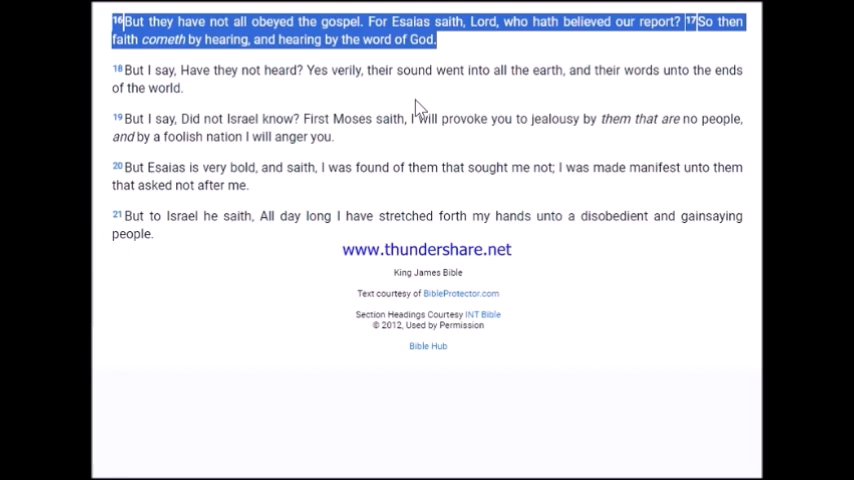 16But they have not all obeyed the gospel. For Esaias saith, Lord, who hath believed our report? 17So then
faith cometh by hearing, and hearing by the word of God.
18But I say, Have they not heard? Yes verily, their sound went into all the earth, and their words unto the ends
of the world.
19But I say, Did not Israel know? First Moses saith, I will provoke you to jealousy by them that are no people,
and by a foolish nation I will anger you.
20But Esaias is very bold, and saith, I was found of them that sought me not; I was made manifest unto them
that asked not after me.
21But to Israel he saith, All day long I have stretched forth my hands unto a disobedient and gainsaying
people.
www.thundershare.net
King James Bible
Text courtesy of BibleProtector.com
Section Headings Courtesy INT Bible
© 2012, Used by Permission
Bible Hub